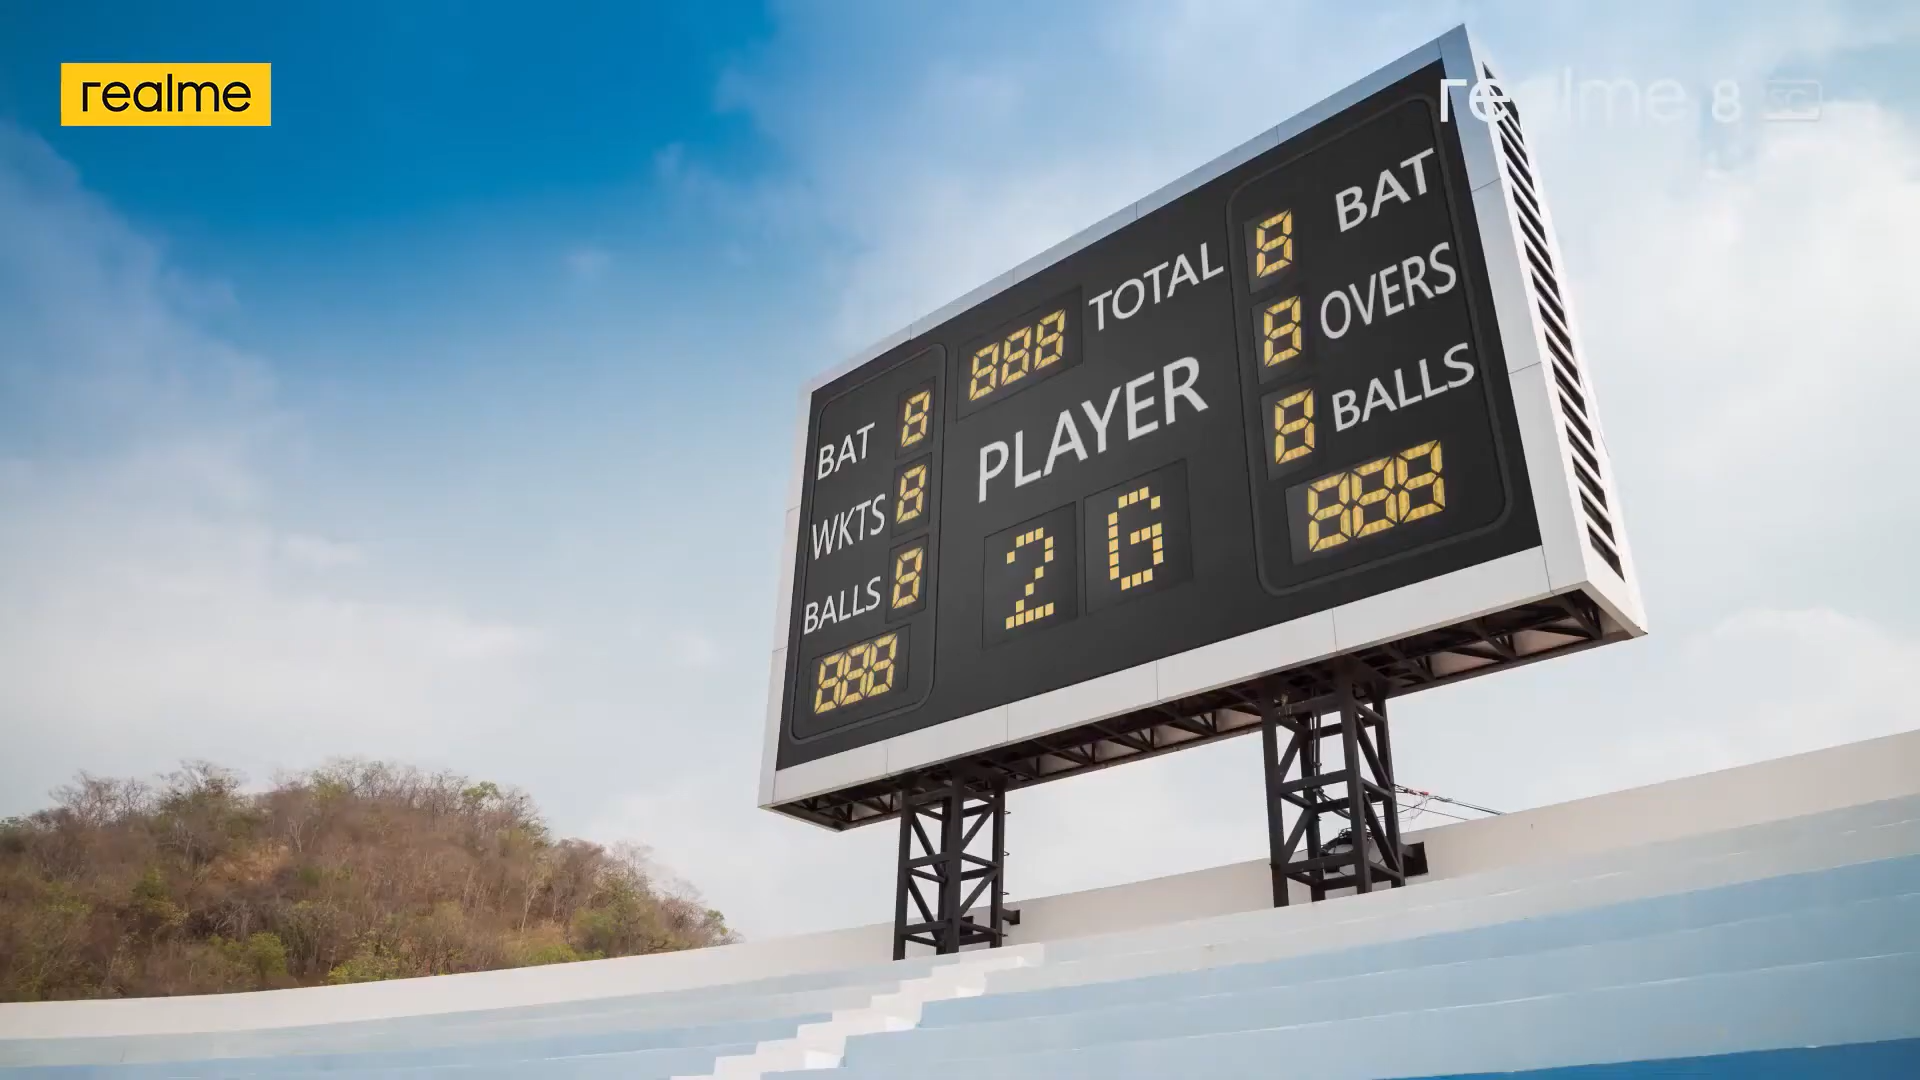 realme
realme 8 5G
TOTAL
888
PLAYER
2 G
BAT 8
WKTS 8
BALLS 8
888
8 BAT
8 OVERS
8 BALLS
888